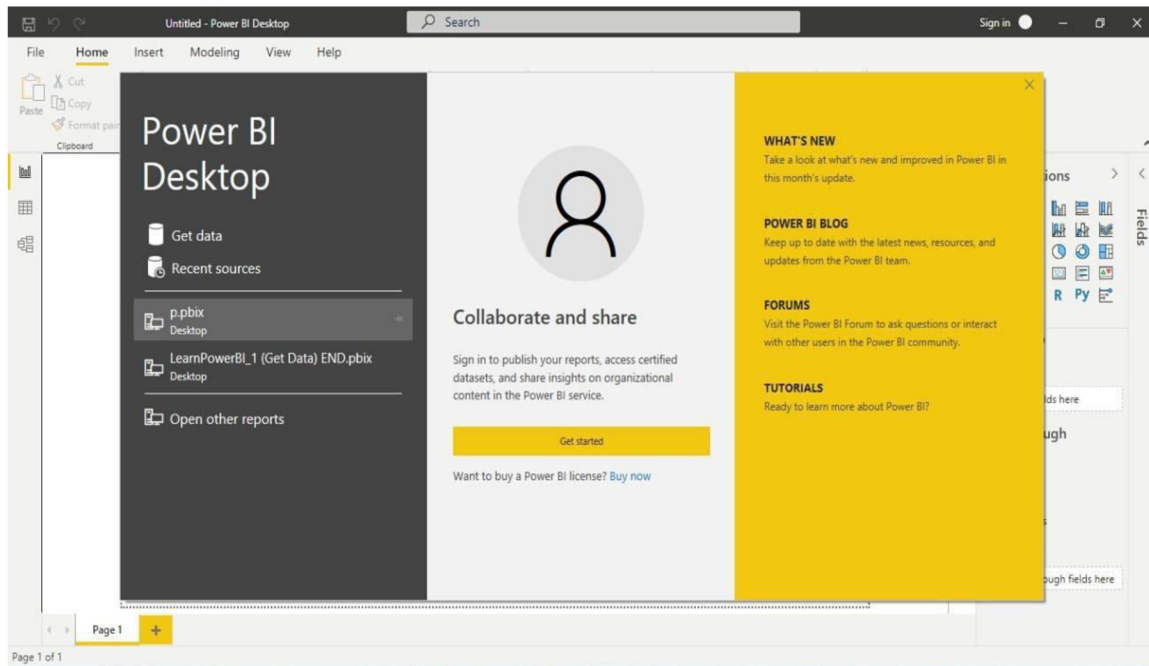 Untitled - Power BI Desktop
Search
Sign in
File Home Insert Modeling View Help
Cut
Copy
Format pain
Paste
Clipboard
Power BI
Desktop
Get data
Recent sources
p.pbix
Desktop
LearnPowerBI_1 (Get Data) END.pbix
Desktop
Open other reports
Collaborate and share
Sign in to publish your reports, access certified
datasets, and share insights on organizational
content in the Power BI service.
Get started
Want to buy a Power BI license? Buy now
WHAT'S NEW
Take a look at what's new and improved in Power BI in
this month's update.
POWER BI BLOG
Keep up to date with the latest news, resources, and
updates from the Power BI team.
FORUMS
Visit the Power BI Forum to ask questions or interact
with other users in the Power BI community.
TUTORIALS
Ready to learn more about Power BI?
ions
Fields
R Py
lds here
ugh
ough fields here
Page 1
Page 1 of 1